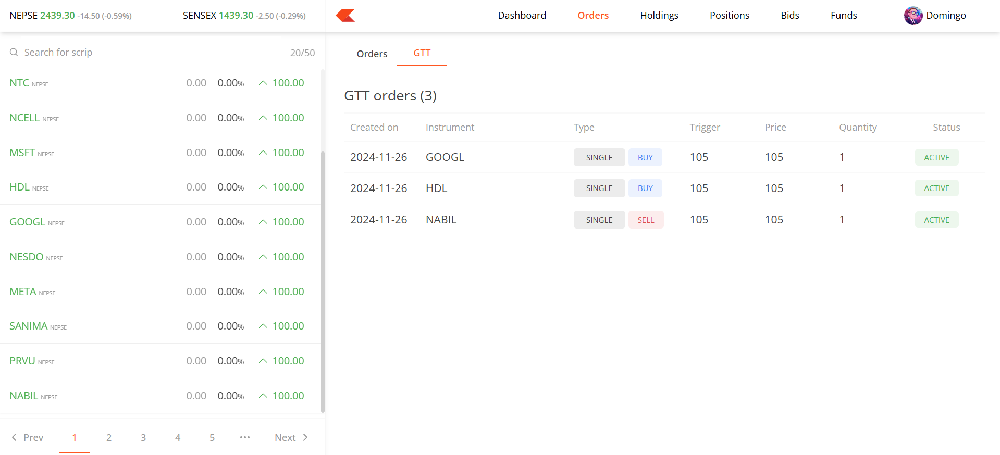 NEPSE 2439.30 -14.50 (-0.59%) SENSEX 1439.30 -2.50 (-0.29%)
Dashboard Orders Holdings Positions Bids Funds Domingo
Search for scrip 20/50
NTC NEPSE 0.00 0.00% 100.00
NCELL NEPSE 0.00 0.00% 100.00
MSFT NEPSE 0.00 0.00% 100.00
HDL NEPSE 0.00 0.00% 100.00
GOOGL NEPSE 0.00 0.00% 100.00
NESDO NEPSE 0.00 0.00% 100.00
META NEPSE 0.00 0.00% 100.00
SANIMA NEPSE 0.00 0.00% 100.00
PRVU NEPSE 0.00 0.00% 100.00
NABIL NEPSE 0.00 0.00% 100.00
Prev 1 2 3 4 5 ••• Next
Orders GTT
GTT orders (3)
Created on Instrument Type Trigger Price Quantity Status
2024-11-26 GOOGL SINGLE BUY 105 105 1 ACTIVE
2024-11-26 HDL SINGLE BUY 105 105 1 ACTIVE
2024-11-26 NABIL SINGLE SELL 105 105 1 ACTIVE